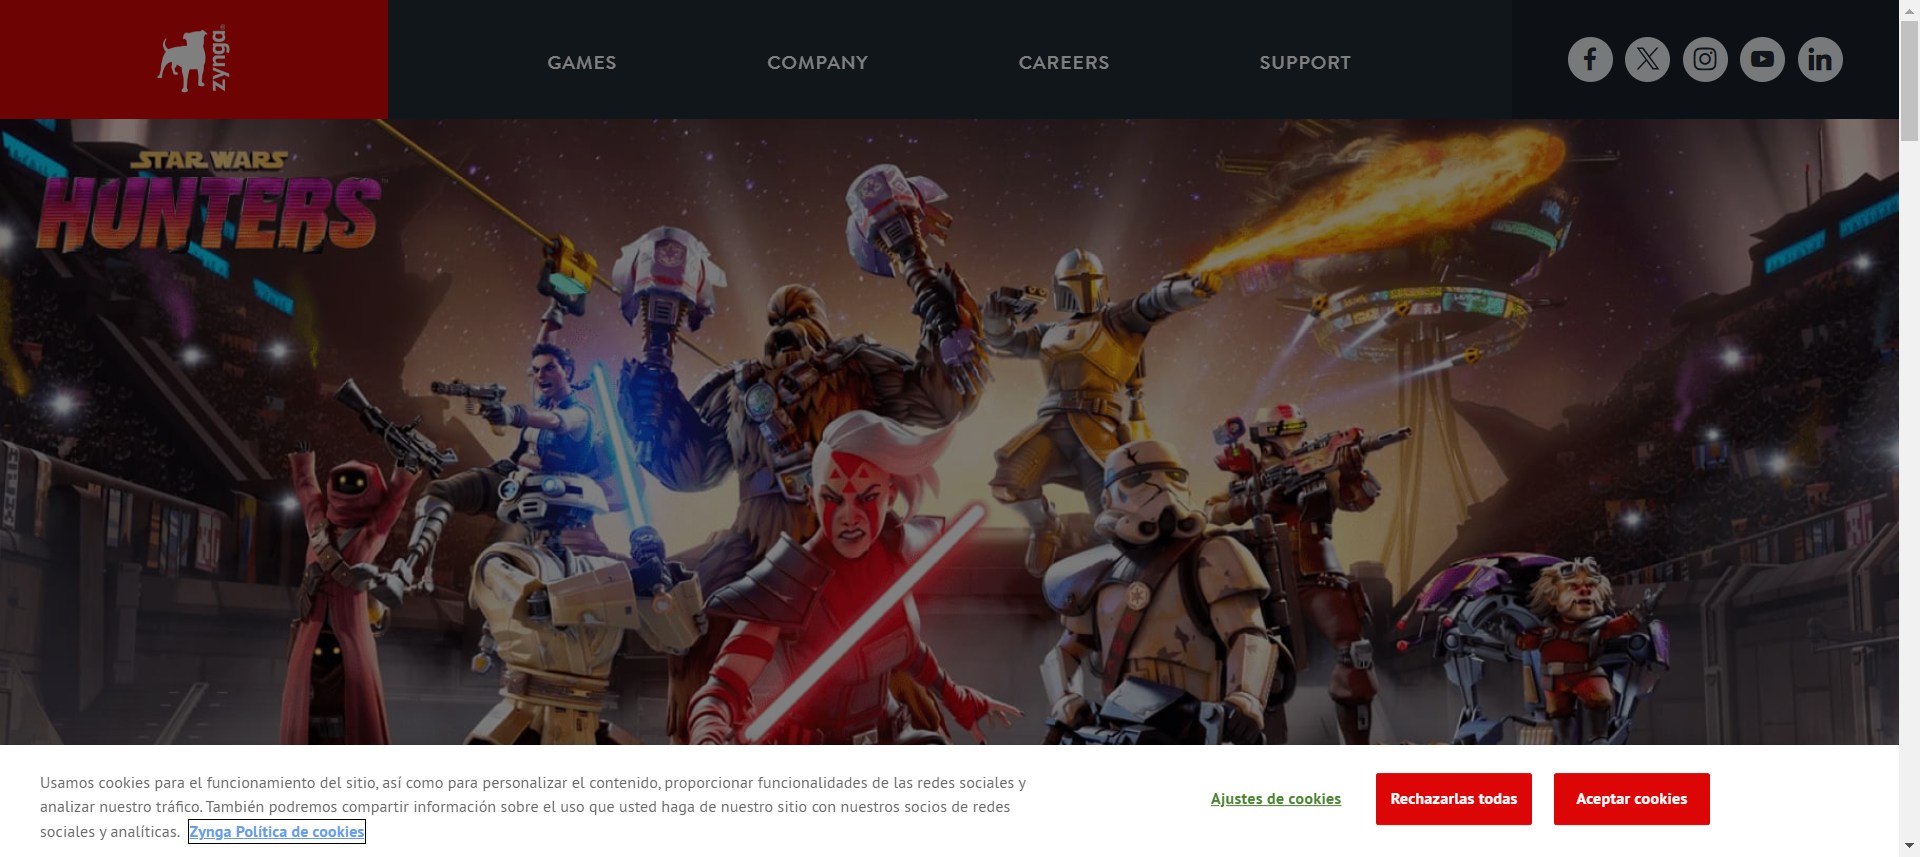 zynga
GAMES
COMPANY
CAREERS
SUPPORT
STAR WARS
HUNTERS
Usamos cookies para el funcionamiento del sitio, así como para personalizar el contenido, proporcionar funcionalidades de las redes sociales y
analizar nuestro tráfico. También podremos compartir información sobre el uso que usted haga de nuestro sitio con nuestros socios de redes
sociales y analíticas. Zynga Política de cookies
Ajustes de cookies
Rechazarlas todas
Aceptar cookies